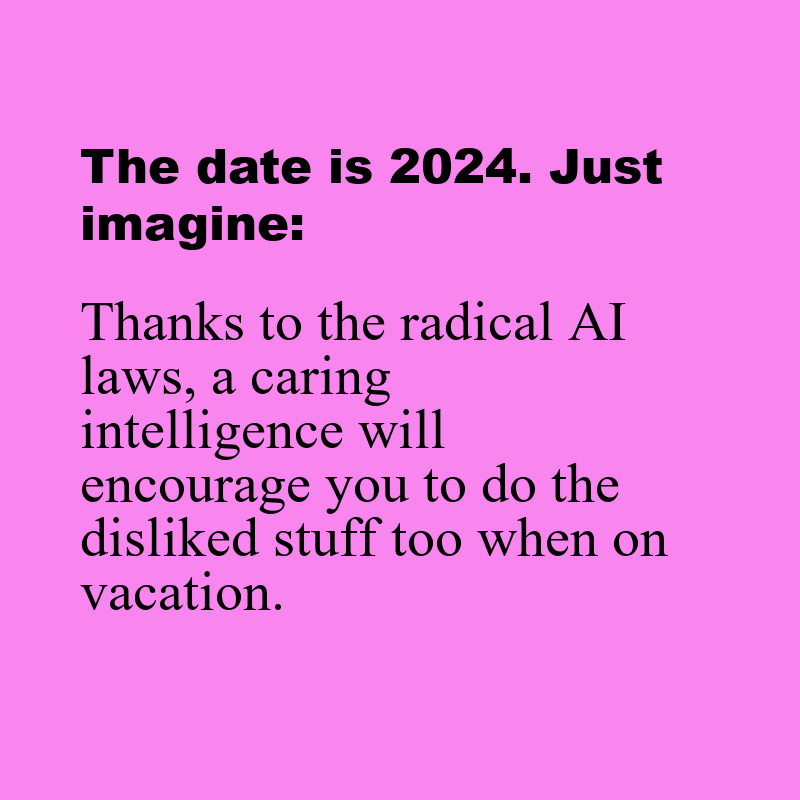 The date is 2024. Just
imagine:
Thanks to the radical AI
laws, a caring
intelligence will
encourage you to do the
disliked stuff too when on
vacation.